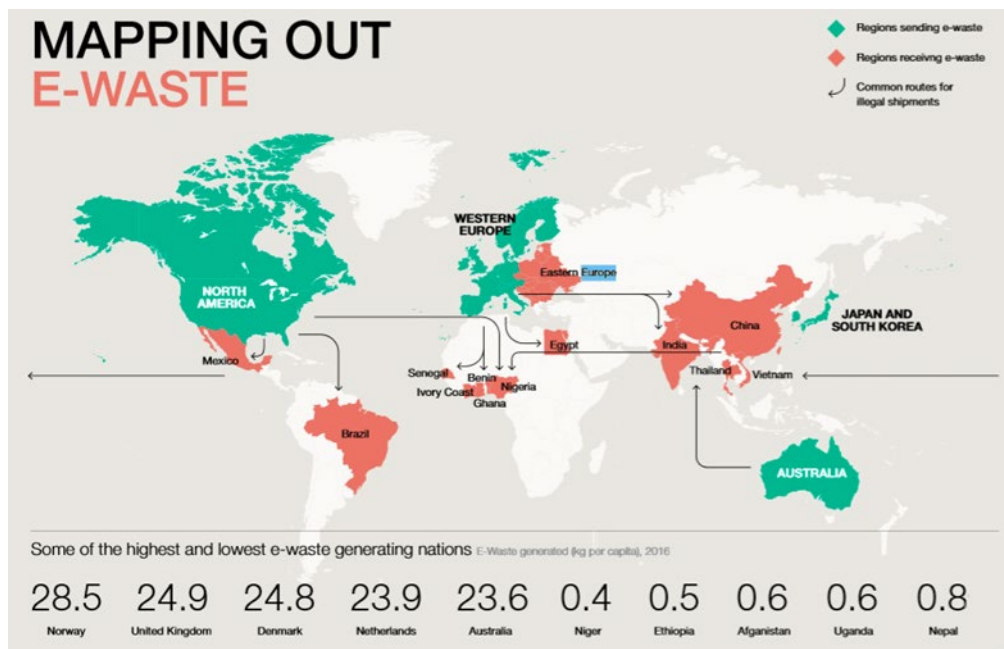 MAPPING OUT
E-WASTE
Regions sending e-waste
Regions receivng e-waste
Common routes for
illegal shipments
WESTERN
EUROPE
Eastern Europe
NORTH
AMERICA
JAPAN AND
SOUTH KOREA
China
Mexico
Egypt
India
Thailand
Vietnam
Senegal
Benin
Nigeria
Ivory Coast
Ghana
Brazil
AUSTRALIA
Some of the highest and lowest e-waste generating nations E-Waste generated (kg per capita), 2016
28.5 24.9 24.8 23.9 23.6 0.4 0.5 0.6 0.6 0.8
Norway United Kingdom Denmark Netherlands Australia Niger Ethiopia Afganistan Uganda Nepal